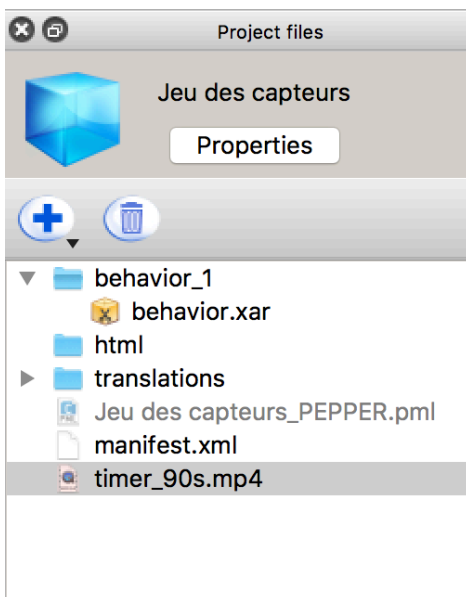 Project files
Jeu des capteurs
Properties
behavior_1
behavior.xar
html
translations
Jeu des capteurs_PEPPER.pml
manifest.xml
timer_90s.mp4